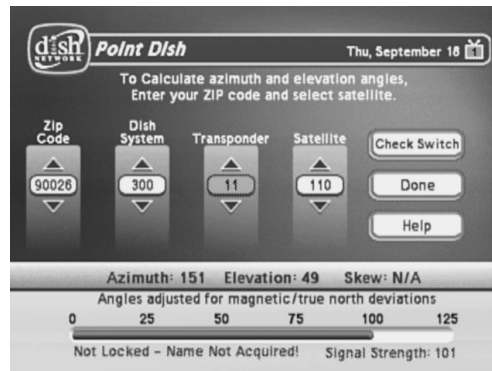 dish
NETWORK
Point Dish
Thu, September 18
1
To Calculate azimuth and elevation angles,
Enter your ZIP code and select satellite.
Zip Code
Dish System
Transponder
Satellite
90026
300
11
110
Check Switch
Done
Help
Azimuth: 151 Elevation: 49 Skew: N/A
Angles adjusted for magnetic/true north deviations
0 25 50 75 100 125
Not Locked - Name Not Acquired! Signal Strength: 101